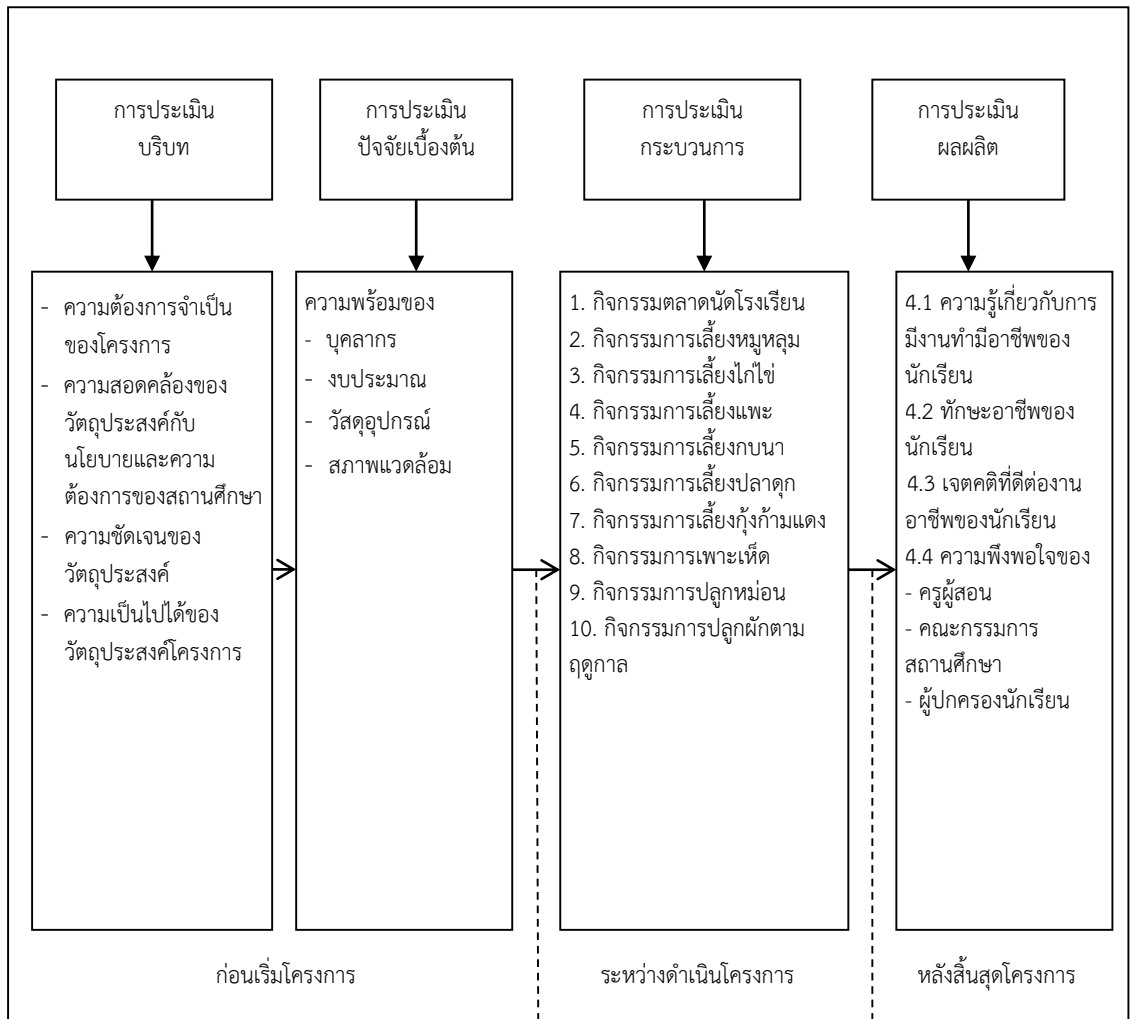 การประเมิน
บริบท
การประเมิน
ปัจจัยเบื้องต้น
การประเมิน
กระบวนการ
การประเมิน
ผลผลิต
- ความต้องการจำเป็น
ของโครงการ
- ความสอดคล้องของ
วัตถุประสงค์กับ
นโยบายและความ
ต้องการของสถานศึกษา
- ความชัดเจนของ
วัตถุประสงค์
- ความเป็นไปได้ของ
วัตถุประสงค์โครงการ
ความพร้อมของ
- บุคลากร
- งบประมาณ
- วัสดุอุปกรณ์
- สภาพแวดล้อม
1. กิจกรรมตลาดนัดโรงเรียน
2. กิจกรรมการเลี้ยงหมูหลุม
3. กิจกรรมการเลี้ยงไก่ไข่
4. กิจกรรมการเลี้ยงแพะ
5. กิจกรรมการเลี้ยงกบนา
6. กิจกรรมการเลี้ยงปลาดุก
7. กิจกรรมการเลี้ยงกุ้งก้ามแดง
8. กิจกรรมการเพาะเห็ด
9. กิจกรรมการปลูกหม่อน
10. กิจกรรมการปลูกผักตาม
ฤดูกาล
4.1 ความรู้เกี่ยวกับการ
มีงานทำมีอาชีพของ
นักเรียน
4.2 ทักษะอาชีพของ
นักเรียน
4.3 เจตคติที่ดีต่องาน
อาชีพของนักเรียน
4.4 ความพึงพอใจของ
- ครูผู้สอน
- คณะกรรมการ
สถานศึกษา
- ผู้ปกครองนักเรียน
ก่อนเริ่มโครงการ
ระหว่างดำเนินโครงการ
หลังสิ้นสุดโครงการ